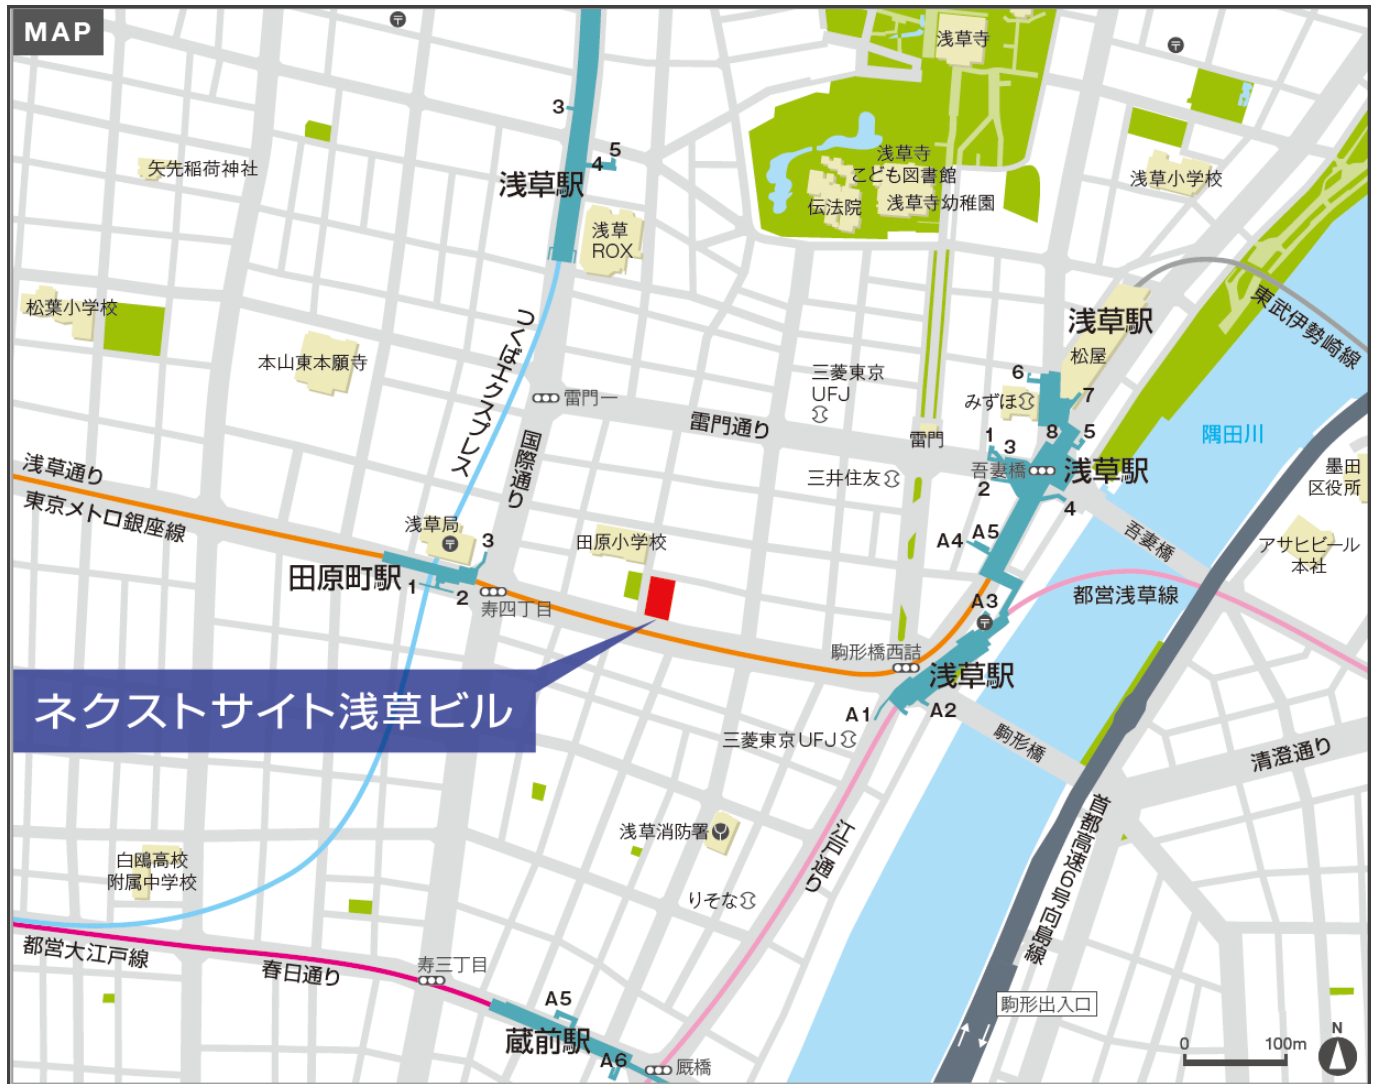 MAP
浅草寺
3
5
4
浅草駅
矢先稲荷神社
浅草寺
こども図書館
伝法院
浅草寺幼稚園
浅草小学校
浅草
ROX
松葉小学校
本山東本願寺
つくばエクスプレス
浅草駅
松屋
東武伊勢崎線
三菱東京
UFJ
6
みずほ
7
雷門一
雷門通り
雷門
1
3
8
5
隅田川
国際通り
浅草通り
東京メトロ銀座線
三井住友
吾妻橋
浅草駅
2
4
墨田
区役所
浅草局
3
田原小学校
A4
A5
吾妻橋
アサヒビール
本社
田原町駅
1
2
寿四丁目
A3
都営浅草線
駒形橋西詰
浅草駅
ネクストサイト浅草ビル
A1
A2
三菱東京UFJ
駒形橋
清澄通り
浅草消防署
江戸通り
首都高速6号向島線
白鴎高校
附属中学校
りそな
都営大江戸線
春日通り
寿三丁目
A5
蔵前駅
A6
厩橋
駒形出入口
0
100m
N